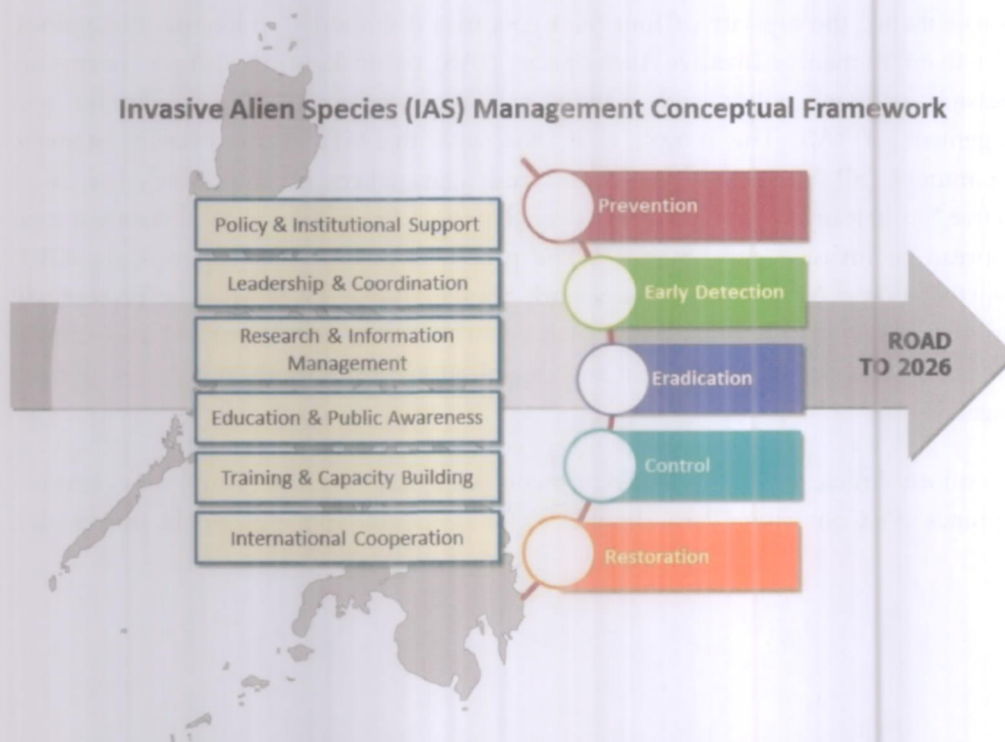 Invasive Alien Species (IAS) Management Conceptual Framework
Policy & Institutional Support
Leadership & Coordination
Research & Information
Management
Education & Public Awareness
Training & Capacity Building
International Cooperation
Prevention
Early Detection
Eradication
Control
Restoration
ROAD
TO 2026